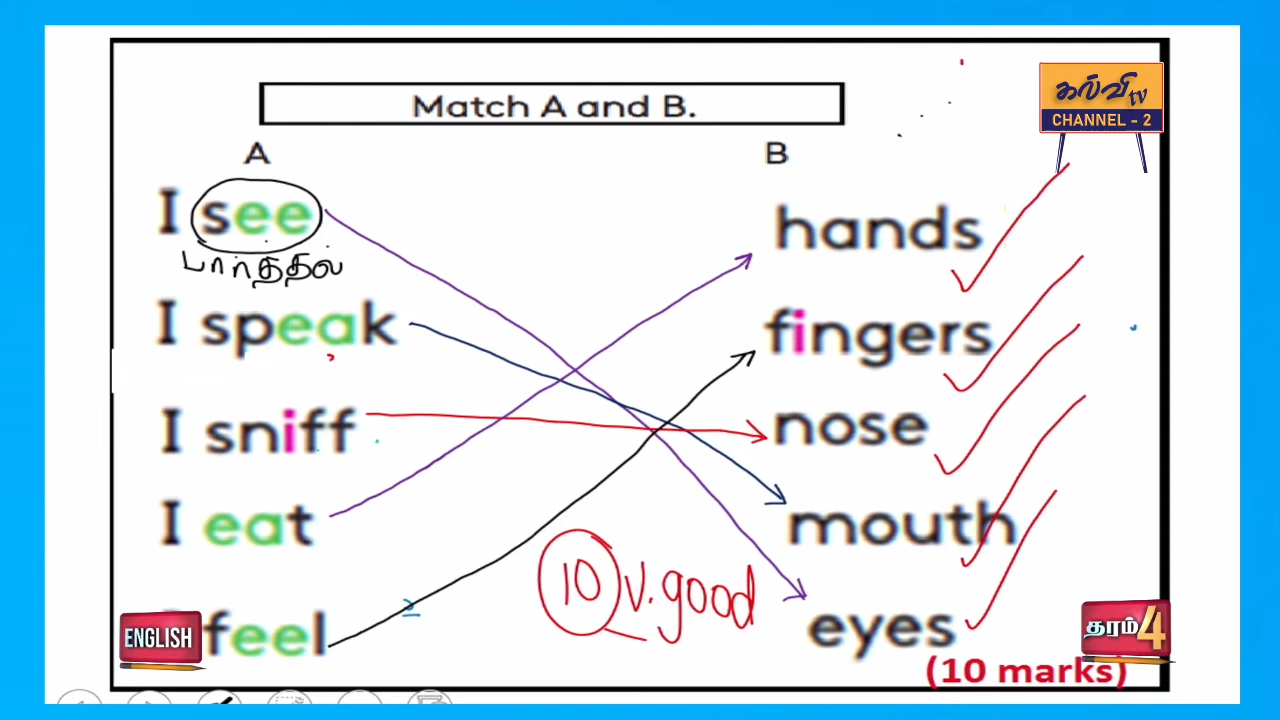 Match A and B.
கல்வி tv
CHANNEL - 2
A
B
I see
hands
பார்த்தல்
I speak
fingers
I sniff
nose
I eat
mouth
10 v. good
ENGLISH
feel
eyes
தரம் 4
(10 marks)